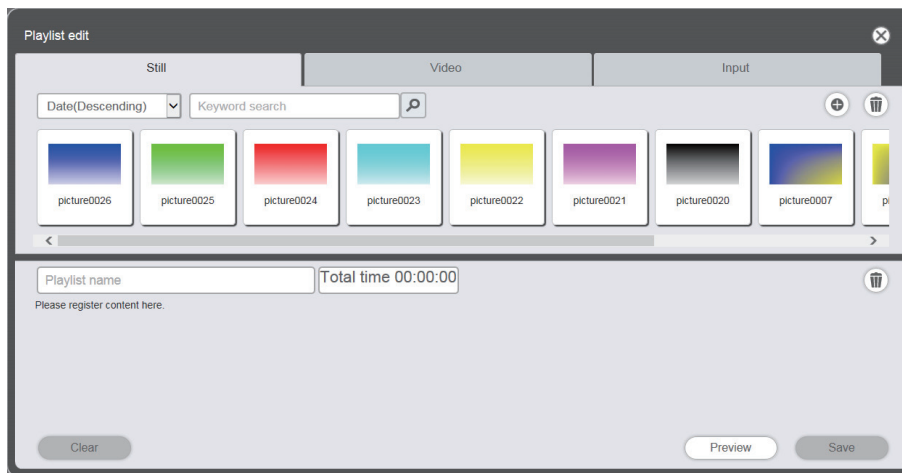 Playlist edit
Still
Video
Input
Date(Descending)
Keyword search
picture0026
picture0025
picture0024
picture0023
picture0022
picture0021
picture0020
picture0007
Playlist name
Total time 00:00:00
Please register content here.
Clear
Preview
Save